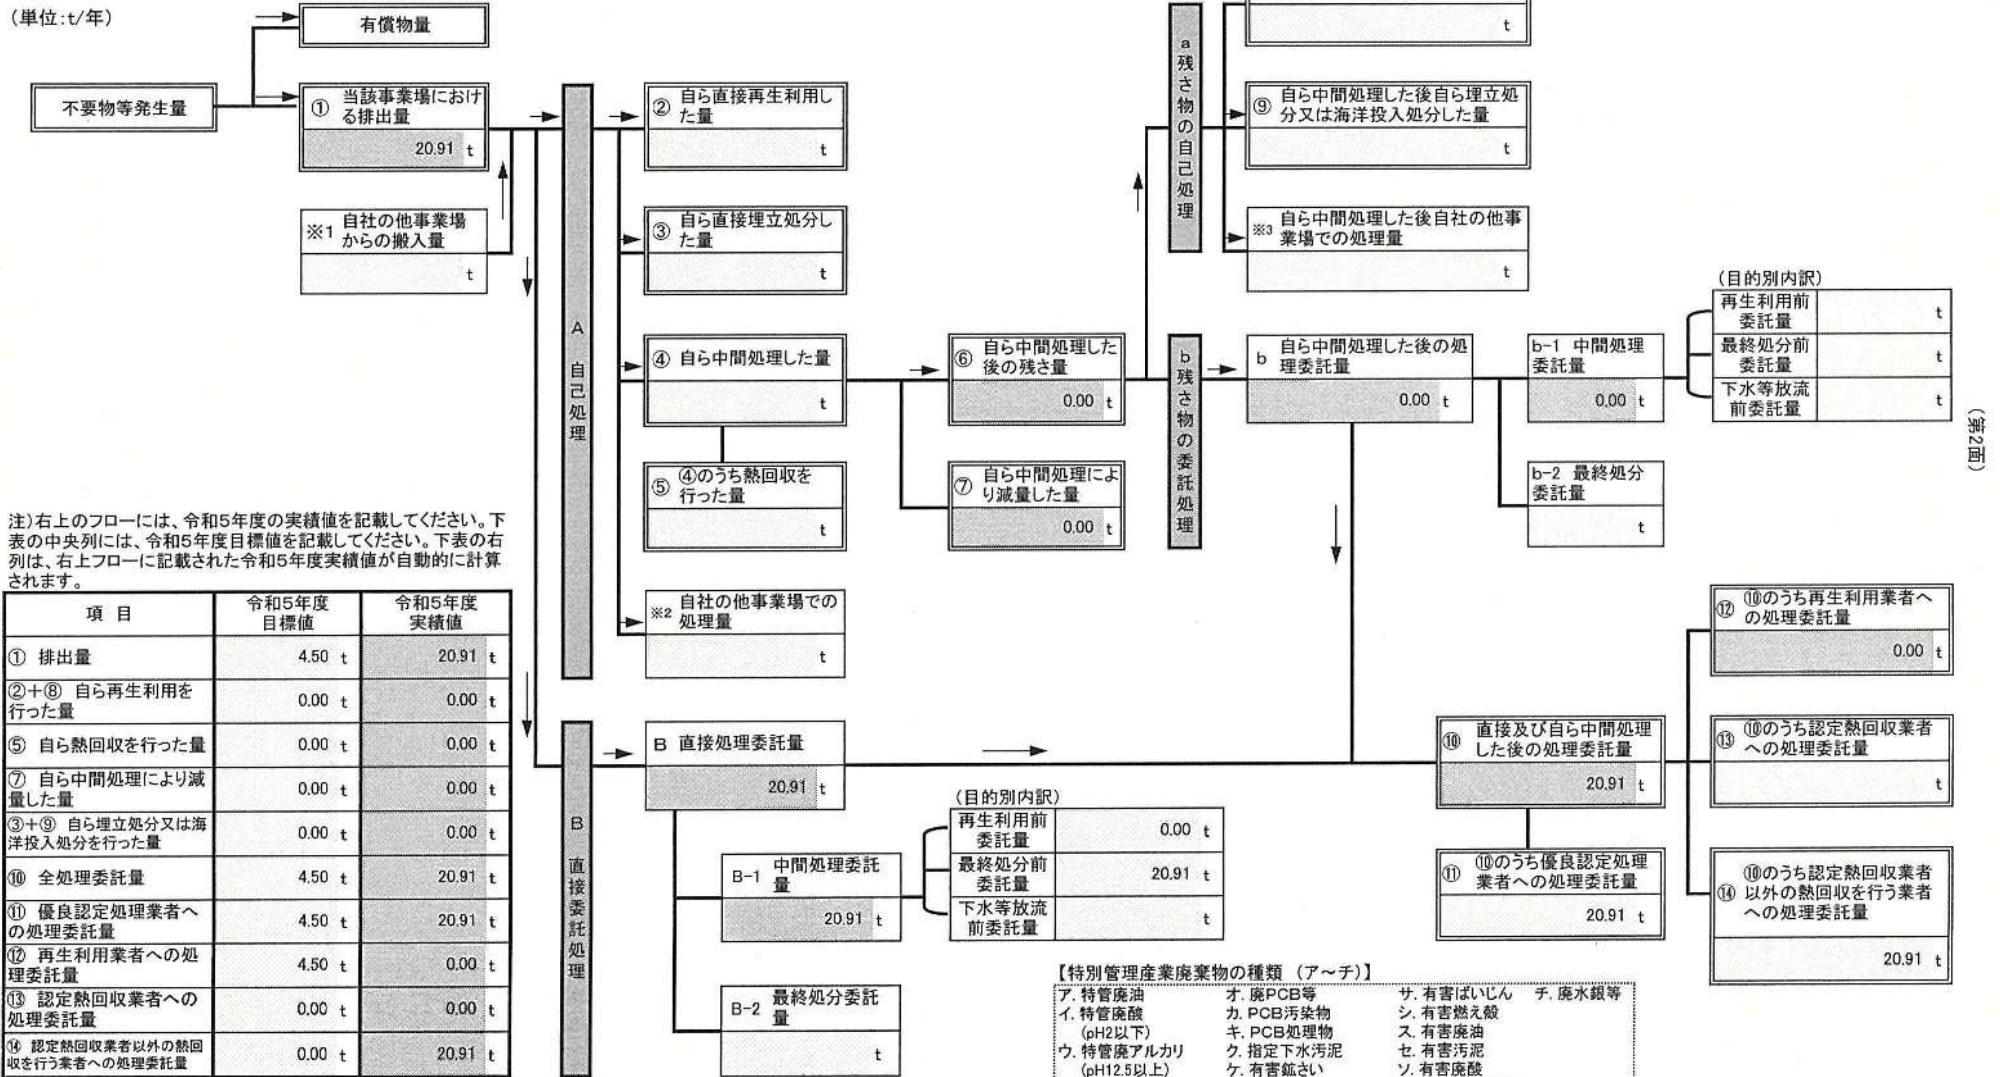 (単位:t/年)
有償物量
不要物等発生量
① 当該事業場におけ
る排出量
20.91 t
※1 自社の他事業場
からの搬入量
t
A 自己処理
② 自ら直接再生利用し
た量
t
③ 自ら直接埋立処分し
た量
t
④ 自ら中間処理した量
t
⑤ ④のうち熱回収を
行った量
t
※2 自社の他事業場での
処理量
t
⑥ 自ら中間処理した
後の残さ量
0.00 t
⑦ 自ら中間処理によ
り減量した量
0.00 t
a 残さ物の自己処理
t
⑨ 自ら中間処理した後自ら埋立処
分又は海洋投入処分した量
t
※3 自ら中間処理した後自社の他事
業場での処理量
t
b 残さ物の委託処理
b 自ら中間処理した後の処
理委託量
0.00 t
b-1 中間処理
委託量
0.00 t
b-2 最終処分
委託量
t
(目的別内訳)
再生利用前
委託量
t
最終処分前
委託量
t
下水等放流
前委託量
t
(第2面)
注)右上のフローには、令和5年度の実績値を記載してください。下
表の中央列には、令和5年度目標値を記載してください。下表の右
列は、右上フローに記載された令和5年度実績値が自動的に計算
されます。
項 目 令和5年度 令和5年度
目標値 実績値
① 排出量 4.50 t 20.91 t
②+⑧ 自ら再生利用を
行った量 0.00 t 0.00 t
⑤ 自ら熱回収を行った量 0.00 t 0.00 t
⑦ 自ら中間処理により減
量した量 0.00 t 0.00 t
③+⑨ 自ら埋立処分又は海
洋投入処分を行った量 0.00 t 0.00 t
⑩ 全処理委託量 4.50 t 20.91 t
⑪ 優良認定処理業者へ
の処理委託量 4.50 t 20.91 t
⑫ 再生利用業者への処
理委託量 4.50 t 0.00 t
⑬ 認定熱回収業者への
処理委託量 0.00 t 0.00 t
⑭ 認定熱回収業者以外の熱回
収を行う業者への処理委託量 0.00 t 20.91 t
B 直接委託処理
B 直接処理委託量
20.91 t
B-1 中間処理委託
量
20.91 t
B-2 最終処分委託
量
t
(目的別内訳)
再生利用前
委託量
0.00 t
最終処分前
委託量
20.91 t
下水等放流
前委託量
t
⑩ 直接及び自ら中間処理
した後の処理委託量
20.91 t
⑪ ⑩のうち優良認定処理
業者への処理委託量
20.91 t
⑫ ⑩のうち再生利用業者へ
の処理委託量
0.00 t
⑬ ⑩のうち認定熱回収業者
への処理委託量
t
⑭ ⑩のうち認定熱回収業者
以外の熱回収を行う業者
への処理委託量
20.91 t
【特別管理産業廃棄物の種類 (ア~チ)】
ア. 特管廃油 オ. 廃PCB等 サ. 有害ばいじん チ. 廃水銀等
イ. 特管廃酸 カ. PCB汚染物 シ. 有害燃え殻
(pH2以下) キ. PCB処理物 ス. 有害廃油
ウ. 特管廃アルカリ ク. 指定下水汚泥 セ. 有害汚泥
(pH12.5以上) ケ. 有害鉱さい ソ. 有害廃酸